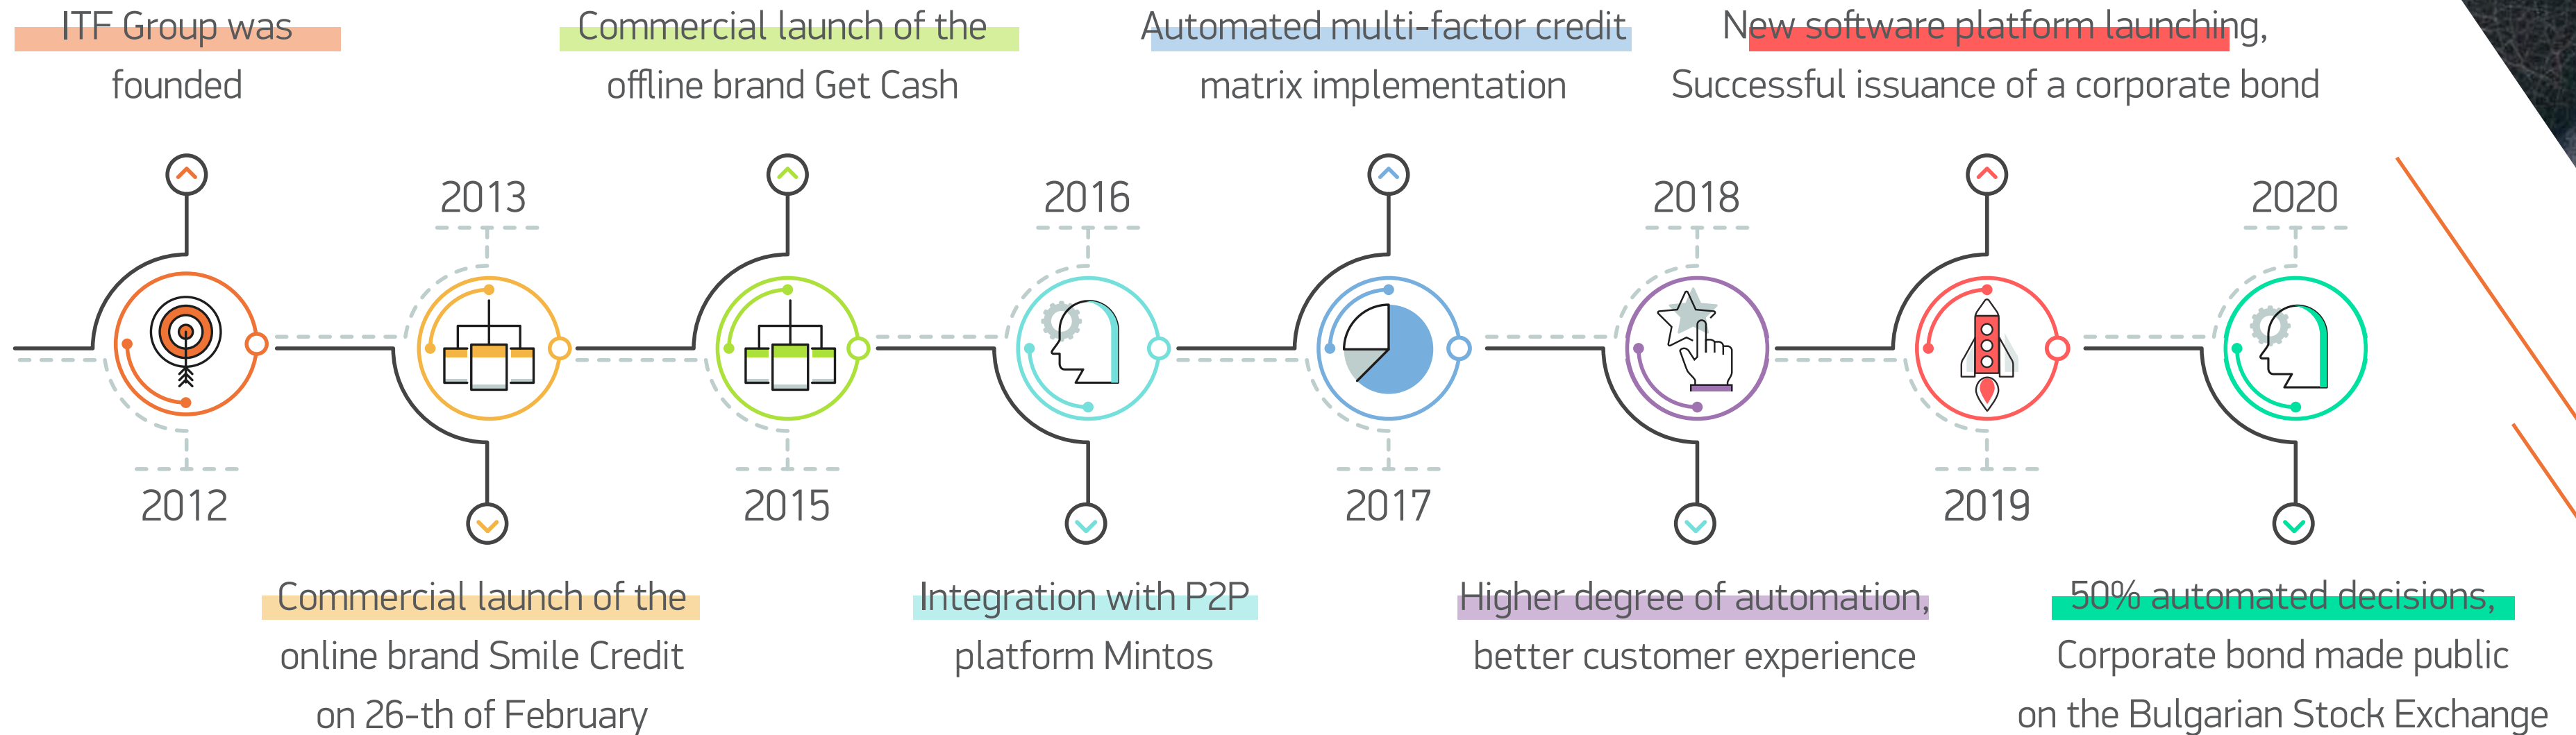 ITF Group was
founded
2012
2013
Commercial launch of the
online brand Smile Credit
on 26-th of February
Commercial launch of the
offline brand Get Cash
2015
2016
Integration with P2P
platform Mintos
Automated multi-factor credit
matrix implementation
2017
2018
Higher degree of automation,
better customer experience
New software platform launching,
Successful issuance of a corporate bond
2019
2020
50% automated decisions,
Corporate bond made public
on the Bulgarian Stock Exchange